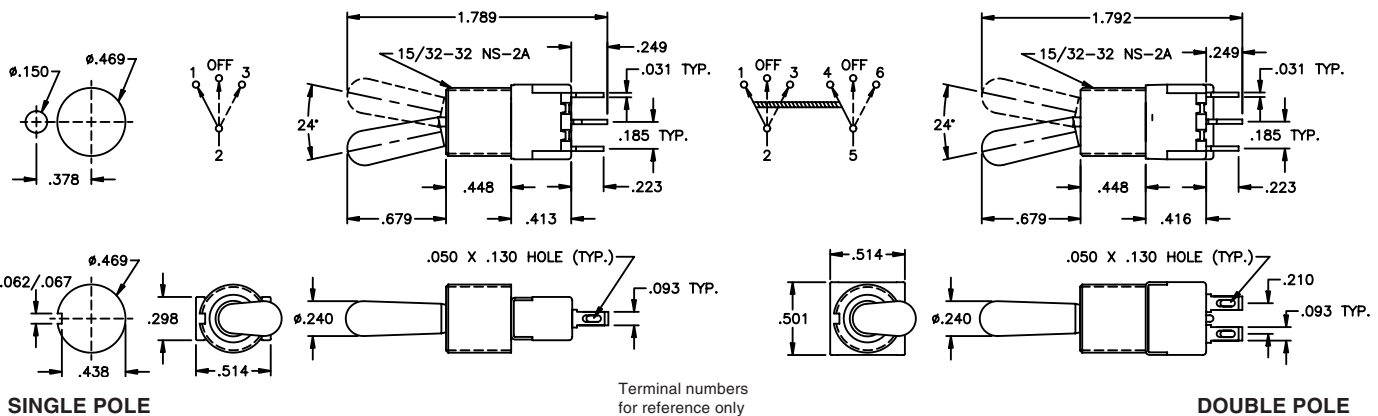 1.789
1.792
15/32-32 NS-2A
.249
15/32-32 NS-2A
.249
ø.469
ø.150
OFF
1
3
.031 TYP.
OFF
OFF
1
3
4
6
.031 TYP.
24°
.185 TYP.
24°
.185 TYP.
2
2
5
.378
.448
.223
.448
.223
.679
.413
.679
.416
ø.469
.050 X .130 HOLE (TYP.)
.514
.050 X .130 HOLE (TYP.)
.210
.062/.067
.093 TYP.
.093 TYP.
.298
ø.240
.501
ø.240
.438
.514
SINGLE POLE
Terminal numbers
for reference only
DOUBLE POLE